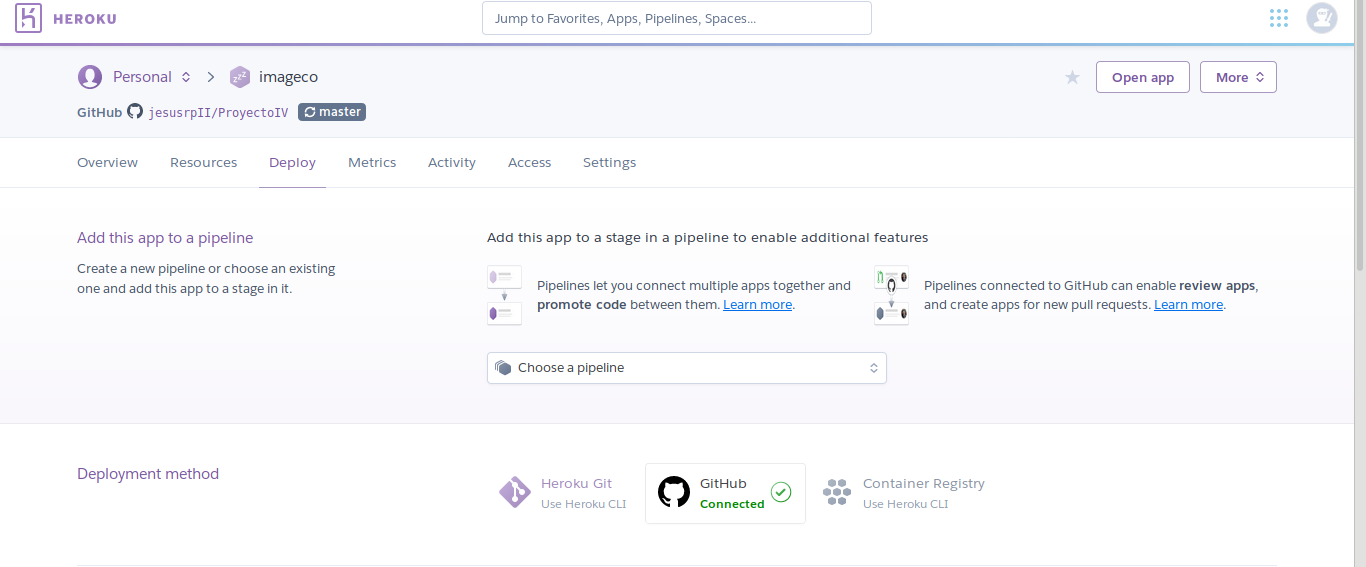 HEROKU
Jump to Favorites, Apps, Pipelines, Spaces...
Personal
imageco
Open app
More
GitHub jesusrpII/ProyectoIV master
Overview Resources Deploy Metrics Activity Access Settings
Add this app to a pipeline
Create a new pipeline or choose an existing
one and add this app to a stage in it.
Add this app to a stage in a pipeline to enable additional features
Pipelines let you connect multiple apps together and
promote code between them. Learn more.
Pipelines connected to GitHub can enable review apps,
and create apps for new pull requests. Learn more.
Choose a pipeline
Deployment method
Heroku Git
Use Heroku CLI
GitHub
Connected
Container Registry
Use Heroku CLI